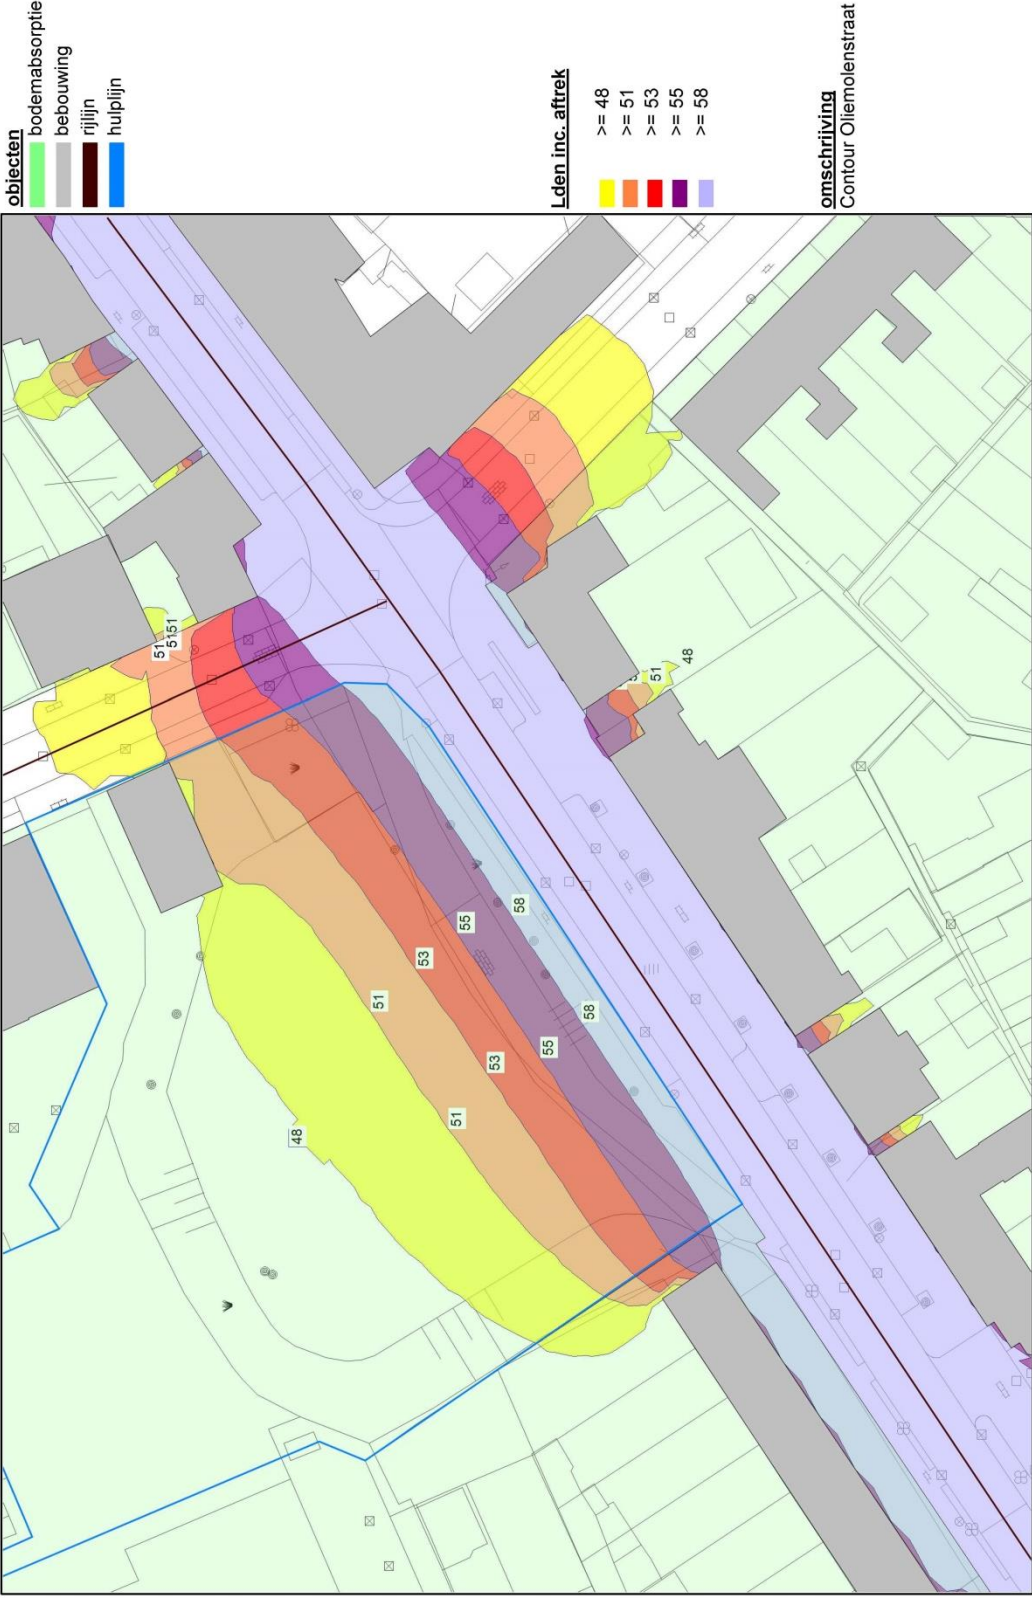 objecten
bodemabsorptie
bebouwing
rijlijn
hulplijn
Lden inc. aftrek
>= 48
>= 51
>= 53
>= 55
>= 58
omschrijving
Contour Oliemolenstraat
51
51
51
48
51
58
55
53
51
58
55
53
51
48